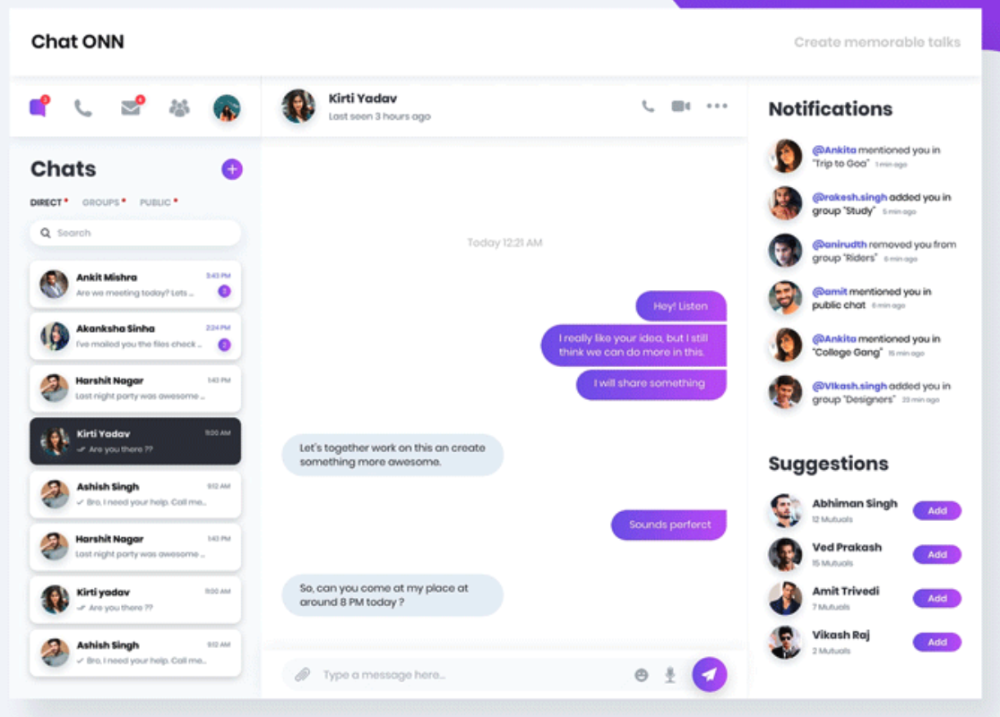 Chat ONN
Create memorable talks
3
4
Kirti Yadav
Last seen 3 hours ago
Chats
DIRECT
GROUPS
PUBLIC
Search
Ankit Mishra
3:43 PM
Are we meeting today? Lets ...
2
Akanksha Sinha
2:24 PM
I've mailed you the files check ...
2
Harshit Nagar
1:43 PM
Last night party was awesome ...
Kirti Yadav
11:00 AM
Are you there ??
Ashish Singh
9:12 AM
Bro, I need your help. Call me...
Harshit Nagar
1:43 PM
Last night party was awesome ...
Kirti yadav
11:00 AM
Are you there ??
Ashish Singh
9:12 AM
Bro, I need your help. Call me...
Today 12:21 AM
Hey! Listen
I really like your idea, but I still
think we can do more in this.
I will share something
Let's together work on this an create
something more awesome.
Sounds perferct
So, can you come at my place at
around 8 PM today ?
Type a message here...
Notifications
@Ankita mentioned you in
"Trip to Goa" 1 min ago
@rakesh.singh added you in
group "Study" 5 min ago
@anirudth removed you from
group "Riders" 6 min ago
@amit mentioned you in
public chat 6 min ago
@Ankita mentioned you in
"College Gang" 15 min ago
@VIkash.singh added you in
group "Designers" 23 min ago
Suggestions
Abhiman Singh
12 Mutuals
Add
Ved Prakash
15 Mutuals
Add
Amit Trivedi
7 Mutuals
Add
Vikash Raj
2 Mutuals
Add